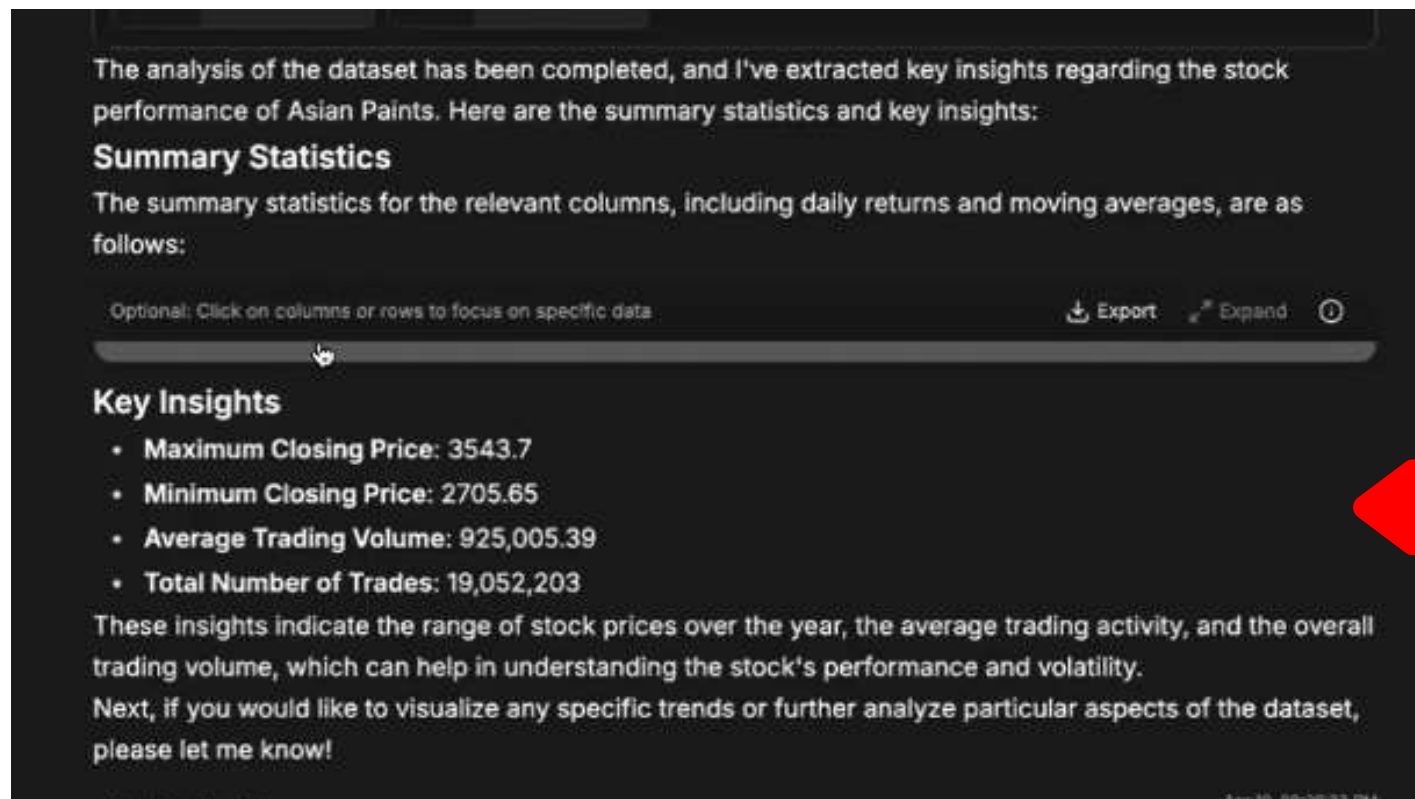 The analysis of the dataset has been completed, and I've extracted key insights regarding the stock
performance of Asian Paints. Here are the summary statistics and key insights:
Summary Statistics
The summary statistics for the relevant columns, including daily returns and moving averages, are as
follows:
Optional: Click on columns or rows to focus on specific data
Export Expand
Key Insights
• Maximum Closing Price: 3543.7
• Minimum Closing Price: 2705.65
• Average Trading Volume: 925,005.39
• Total Number of Trades: 19,052,203
These insights indicate the range of stock prices over the year, the average trading activity, and the overall
trading volume, which can help in understanding the stock's performance and volatility.
Next, if you would like to visualize any specific trends or further analyze particular aspects of the dataset,
please let me know!